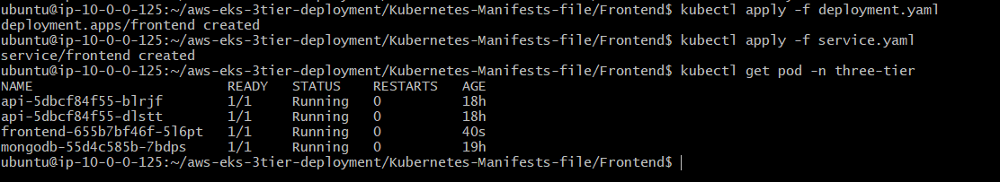 ubuntu@ip-10-0-0-125:~/aws-eks-3tier-deployment/Kubernetes-Manifests-file/Frontend$ kubectl apply -f deployment.yaml
deployment.apps/frontend created
ubuntu@ip-10-0-0-125:~/aws-eks-3tier-deployment/Kubernetes-Manifests-file/Frontend$ kubectl apply -f service.yaml
service/frontend created
ubuntu@ip-10-0-0-125:~/aws-eks-3tier-deployment/Kubernetes-Manifests-file/Frontend$ kubectl get pod -n three-tier
NAME                        READY   STATUS    RESTARTS   AGE
api-5dbcf84f55-blrjf        1/1     Running   0          18h
api-5dbcf84f55-dlstt        1/1     Running   0          18h
frontend-655b7bf46f-5l6pt   1/1     Running   0          40s
mongodb-55d4c585b-7bdps     1/1     Running   0          19h
ubuntu@ip-10-0-0-125:~/aws-eks-3tier-deployment/Kubernetes-Manifests-file/Frontend$